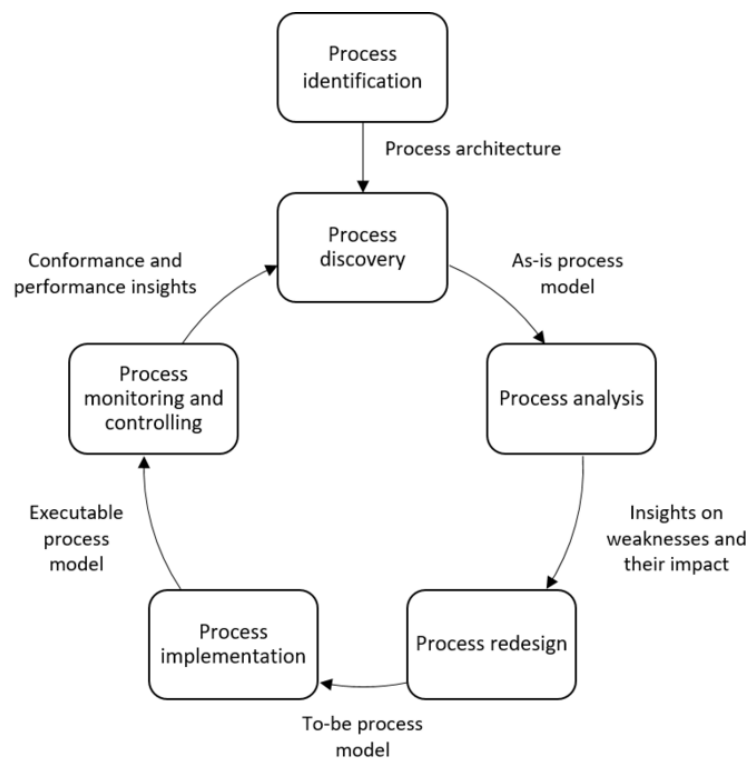 Process
identification
Process architecture
Process
discovery
Conformance and
performance insights
As-is process
model
Process
monitoring and
controlling
Process analysis
Executable
process
model
Insights on
weaknesses and
their impact
Process
implementation
Process redesign
To-be process
model